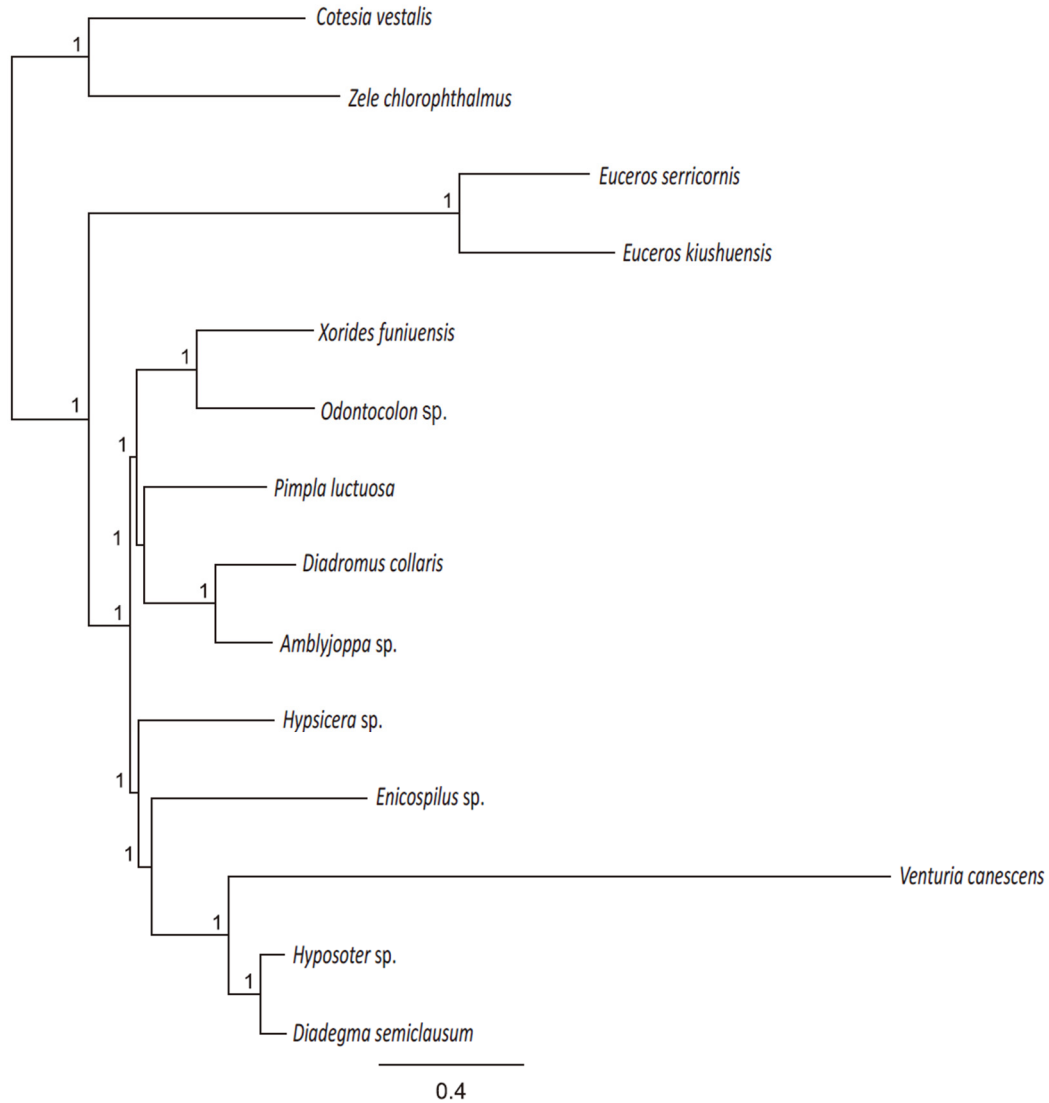 Cotesia vestalis
1
Zele chlorophthalmus
Euceros serricornis
1
Euceros kiushuensis
Xorides funiuensis
1
Odontocolon sp.
1
1
Pimpla luctuosa
1
Diadromus collaris
1
1
Amblyjoppa sp.
Hypsicera sp.
1
Enicospilus sp.
1
Venturia canescens
1
Hyposoter sp.
1
Diadegma semiclausum
0.4